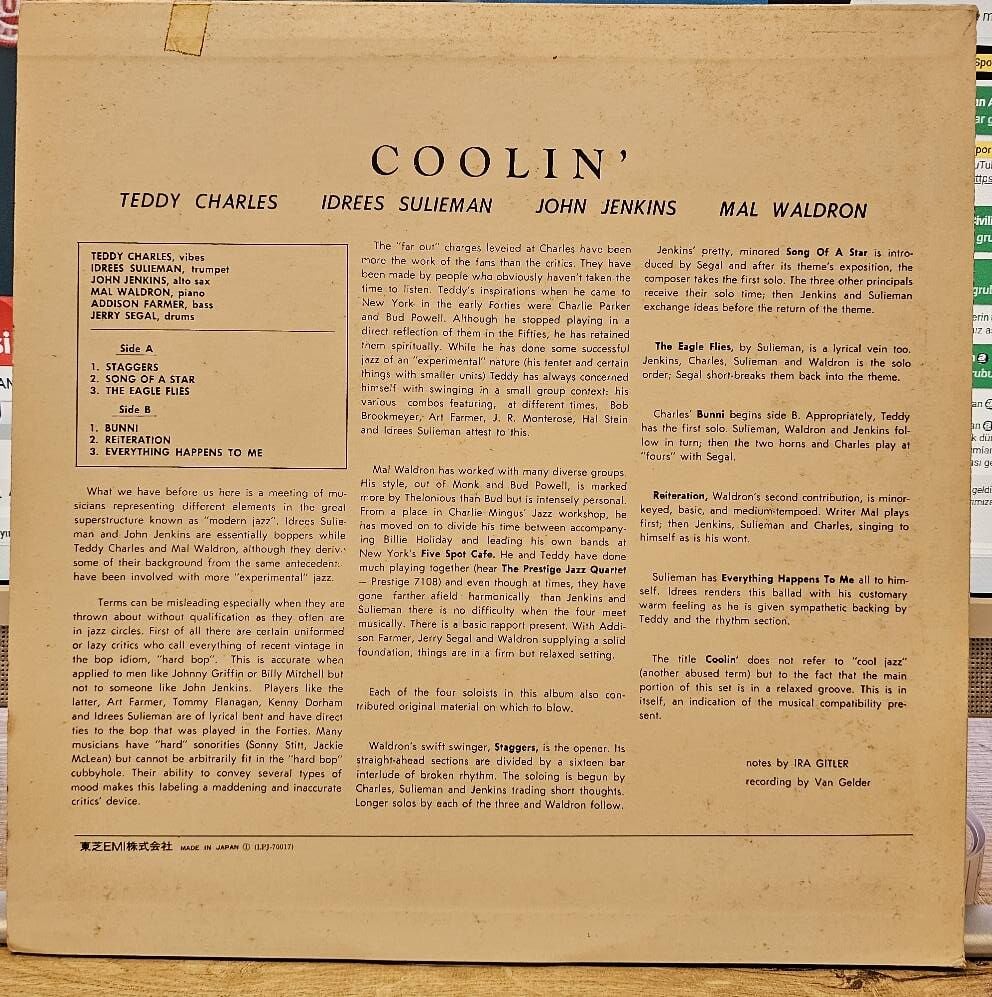 COOLIN'
TEDDY CHARLES IDREES SULIEMAN JOHN JENKINS MAL WALDRON
TEDDY CHARLES, vibes
IDREES SULIEMAN, trumpet
JOHN JENKINS, alto sax
MAL WALDRON, piano
ADDISON FARMER, bass
JERRY SEGAL, drums
Side A
1. STAGGERS
2. SONG OF A STAR
3. THE EAGLE FLIES
Side B
1. BUNNI
2. REITERATION
3. EVERYTHING HAPPENS TO ME
What we have before us here is a meeting of mu-
sicians representing different elements in the great
superstructure known as "modern jazz". Idrees Sulie-
man and John Jenkins are essentially boppers while
Teddy Charles and Mal Waldron, although they derive
some of their background from the same antecedents
have been involved with more "experimental" jazz.
Terms can be misleading especially when they are
thrown about without qualification as they often are
in jazz circles. First of all there are certain uniformed
or lazy critics who call everything of recent vintage in
the bop idiom, "hard bop". This is accurate when
applied to men like Johnny Griffin or Billy Mitchell but
not to someone like John Jenkins. Players like the
latter, Art Farmer, Tommy Flanagan, Kenny Dorham
and Idrees Sulieman are of lyrical bent and have direct
ties to the bop that was played in the Forties. Many
musicians have "hard" sonorities (Sonny Stitt, Jackie
McLean) but cannot be arbitrarily fit in the "hard bop"
cubbyhole. Their ability to convey several types of
mood makes this labeling a maddening and inaccurate
critics' device.
The "far out" charges leveled at Charles have been
more the work of the fans than the critics. They have
been made by people who obviously haven't taken the
time to listen. Teddy's inspirations when he came to
New York in the early Forties were Charlie Parker
and Bud Powell. Although he stopped playing in a
direct reflection of them in the Fifties, he has retained
them spiritually. While he has done some successful
jazz of an "experimental" nature (his tentet and certain
things with smaller units) Teddy has always concerned
himself with swinging in a small group context: his
various combos featuring, at different times, Bob
Brookmeyer, Art Farmer, J. R. Monterose, Hal Stein
and Idrees Sulieman attest to this.
Mal Waldron has worked with many diverse groups.
His style, out of Monk and Bud Powell, is marked
more by Thelonious than Bud but is intensely personal.
From a place in Charlie Mingus' Jazz workshop, he
has moved on to divide his time between accompany-
ing Billie Holiday and leading his own bands at
New York's Five Spot Cafe. He and Teddy have done
much playing together (hear The Prestige Jazz Quartet
— Prestige 7108) and even though at times, they have
gone farther afield harmonically than Jenkins and
Sulieman there is no difficulty when the four meet
musically. There is a basic rapport present. With Addi-
son Farmer, Jerry Segal and Waldron supplying a solid
foundation, things are in a firm but relaxed setting.
Each of the four soloists in this album also con-
tributed original material on which to blow.
Waldron's swift swinger, Staggers, is the opener. Its
straight-ahead sections are divided by a sixteen bar
interlude of broken rhythm. The soloing is begun by
Charles, Sulieman and Jenkins trading short thoughts.
Longer solos by each of the three and Waldron follow.
Jenkins' pretty, minored Song Of A Star is intro-
duced by Segal and after its theme's exposition, the
composer takes the first solo. The three other principals
receive their solo time; then Jenkins and Sulieman
exchange ideas before the return of the theme.
The Eagle Flies, by Sulieman, is a lyrical vein too.
Jenkins, Charles, Sulieman and Waldron is the solo
order; Segal short-breaks them back into the theme.
Charles' Bunni begins side B. Appropriately, Teddy
has the first solo. Sulieman, Waldron and Jenkins fol-
low in turn; then the two horns and Charles play at
"fours" with Segal.
Reiteration, Waldron's second contribution, is minor-
keyed, basic, and medium-tempoed. Writer Mal plays
first; then Jenkins, Sulieman and Charles, singing to
himself as is his wont.
Sulieman has Everything Happens To Me all to him-
self. Idrees renders this ballad with his customary
warm feeling as he is given sympathetic backing by
Teddy and the rhythm section.
The title Coolin' does not refer to "cool jazz"
(another abused term) but to the fact that the main
portion of this set is in a relaxed groove. This is in
itself, an indication of the musical compatibility pre-
sent.
notes by IRA GITLER
recording by Van Gelder
東芝EMI株式会社 MADE IN JAPAN Ⓘ (LPJ-70017)